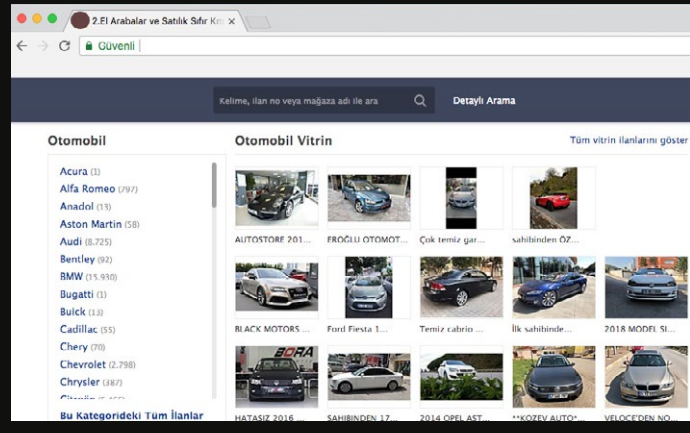 2.El Arabalar ve Satılık Sıfır Km
Güvenli
Kelime, ilan no veya mağaza adı ile ara
Detaylı Arama
Otomobil
Otomobil Vitrin
Tüm vitrin ilanlarını göster
Acura (1)
Alfa Romeo (797)
Anadol (13)
Aston Martin (58)
Audi (8.725)
Bentley (92)
BMW (15.930)
Bugatti (1)
Buick (13)
Cadillac (55)
Chery (70)
Chevrolet (2.798)
Chrysler (387)
Bu Kategorideki Tüm İlanlar
AUTOSTORE 201...
EROĞLU OTOMOT...
Çok temiz gar...
sahibinden ÖZ...
BLACK MOTORS ...
Ford Fiesta 1...
Temiz cabrio ...
İlk sahibinde...
2018 MODEL SI...
BORA
HATASIZ 2016 ...
SAHIBINDEN 17...
2014 OPEL AST...
**KOZEV AUTO*...
VELOCE'DEN NO...